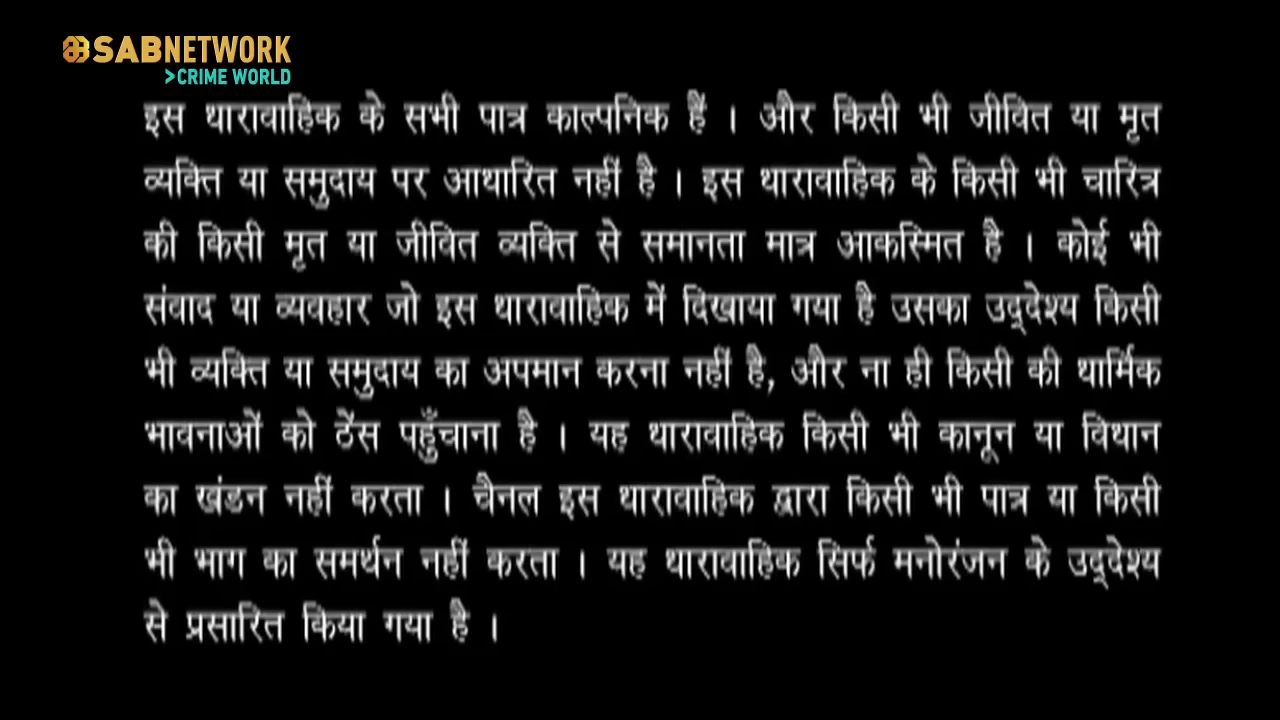 SABNETWORK
>CRIME WORLD
इस धारावाहिक के सभी पात्र काल्पनिक हैं । और किसी भी जीवित या मृत
व्यक्ति या समुदाय पर आधारित नहीं है । इस धारावाहिक के किसी भी चारित्र
की किसी मृत या जीवित व्यक्ति से समानता मात्र आकस्मित है । कोई भी
संवाद या व्यवहार जो इस धारावाहिक में दिखाया गया है उसका उद्देश्य किसी
भी व्यक्ति या समुदाय का अपमान करना नहीं है, और ना ही किसी की धार्मिक
भावनाओं को ठेंस पहुँचाना है । यह धारावाहिक किसी भी कानून या विधान
का खंडन नहीं करता । चैनल इस धारावाहिक द्वारा किसी भी पात्र या किसी
भी भाग का समर्थन नहीं करता । यह धारावाहिक सिर्फ मनोरंजन के उद्देश्य
से प्रसारित किया गया है ।